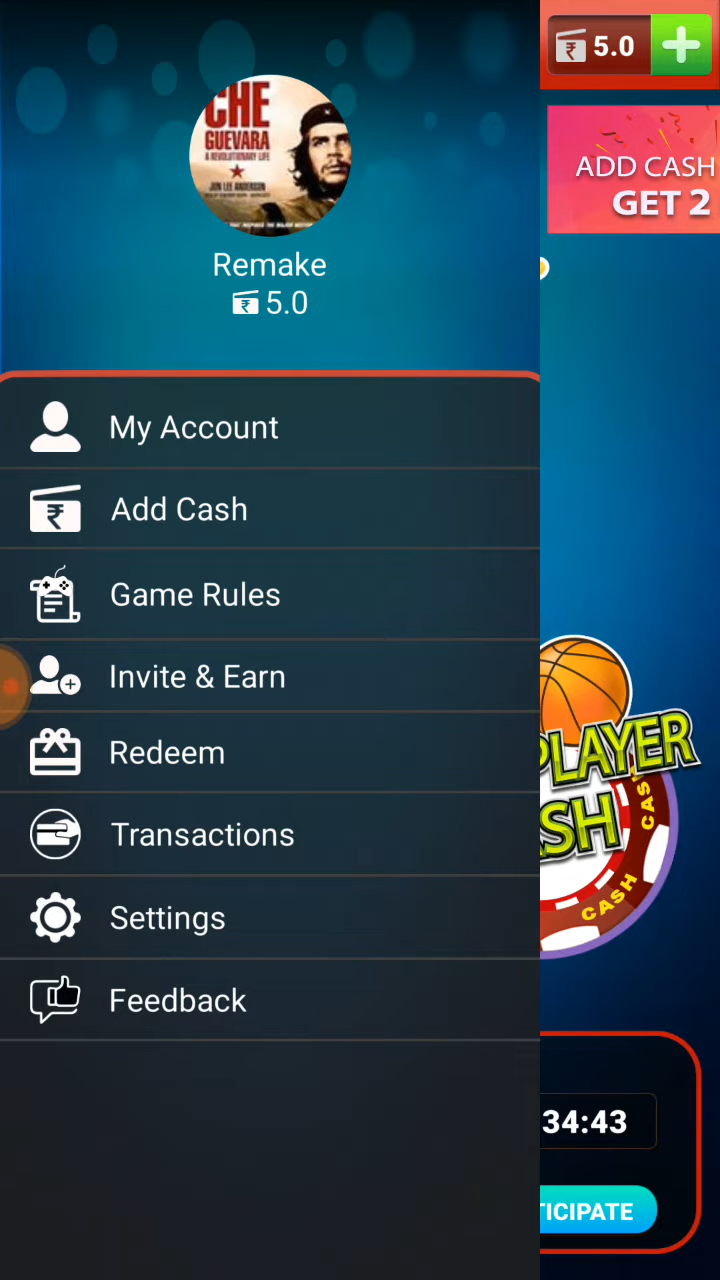 CHE
GUEVARA
A REVOLUTIONARY LIFE
JON LEE ANDERSON
Remake
₹ 5.0
My Account
₹ Add Cash
Game Rules
Invite & Earn
Redeem
Transactions
Settings
Feedback
₹ 5.0
ADD CASH
GET 2
PLAYER
SH
CASH
CASH
34:43
TICIPATE